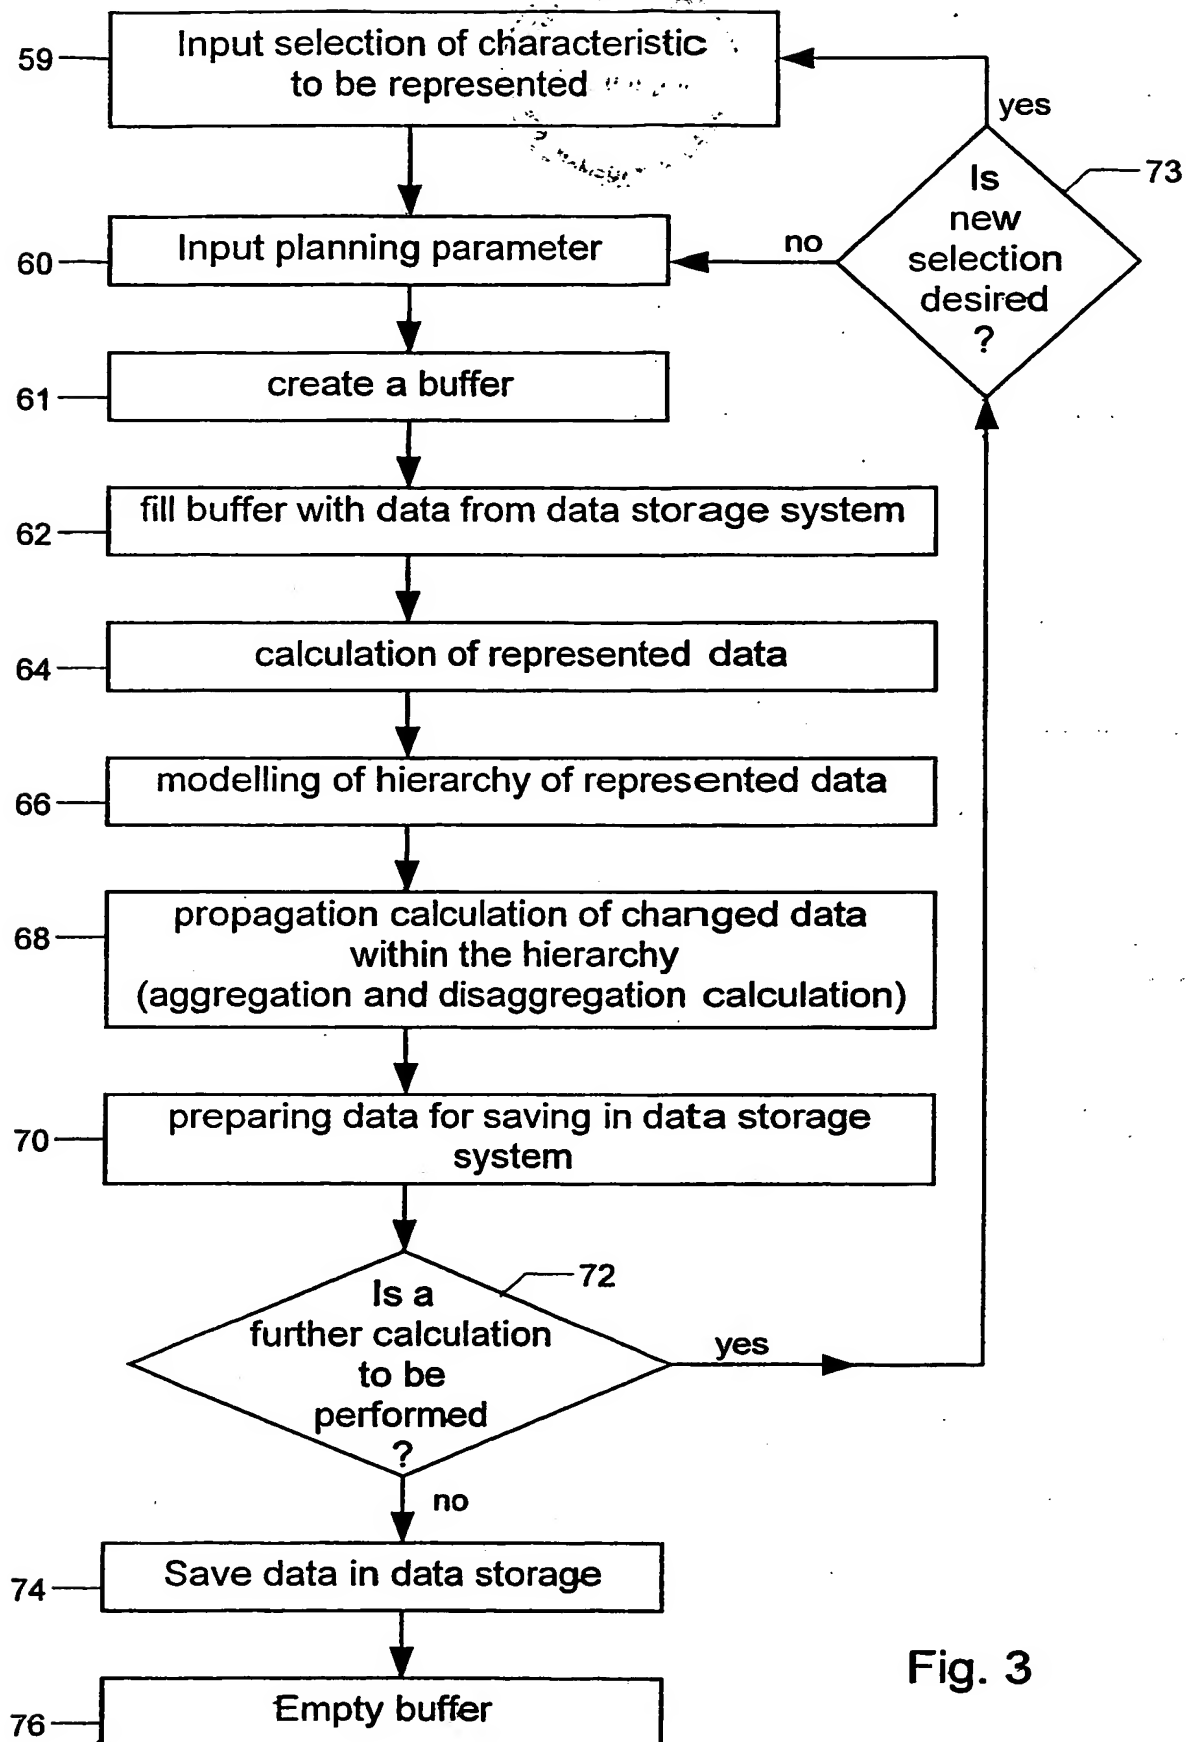 59
Input selection of characteristic
to be represented
yes
Is
new
selection
desired
?
73
60
Input planning parameter
no
61
create a buffer
62
fill buffer with data from data storage system
64
calculation of represented data
66
modelling of hierarchy of represented data
68
propagation calculation of changed data
within the hierarchy
(aggregation and disaggregation calculation)
70
preparing data for saving in data storage
system
72
Is a
further calculation
to be
performed
?
yes
no
74
Save data in data storage
76
Empty buffer
Fig. 3